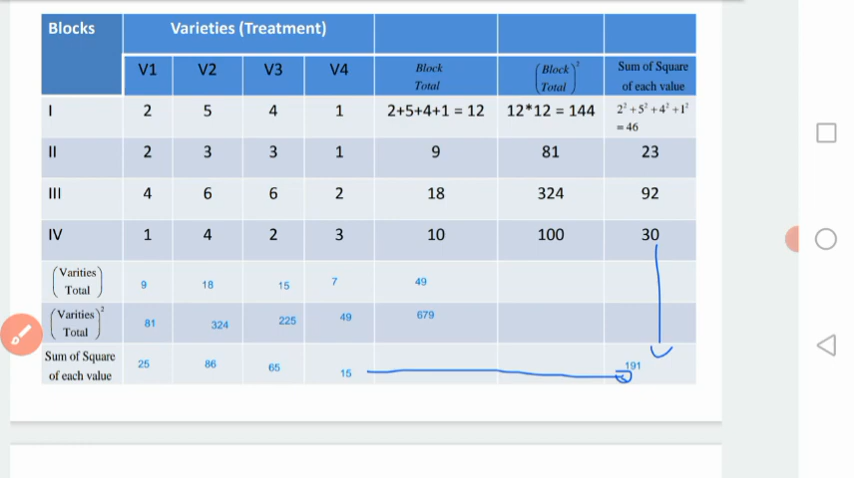 Blocks Varieties (Treatment)
V1 V2 V3 V4 Block Total (Block Total)² Sum of Square of each value
I 2 5 4 1 2+5+4+1 = 12 12*12 = 144 2²+5²+4²+1² = 46
II 2 3 3 1 9 81 23
III 4 6 6 2 18 324 92
IV 1 4 2 3 10 100 30
(Varities Total) 9 18 15 7 49
(Varities Total)² 81 324 225 49 679
Sum of Square of each value 25 86 65 15 191